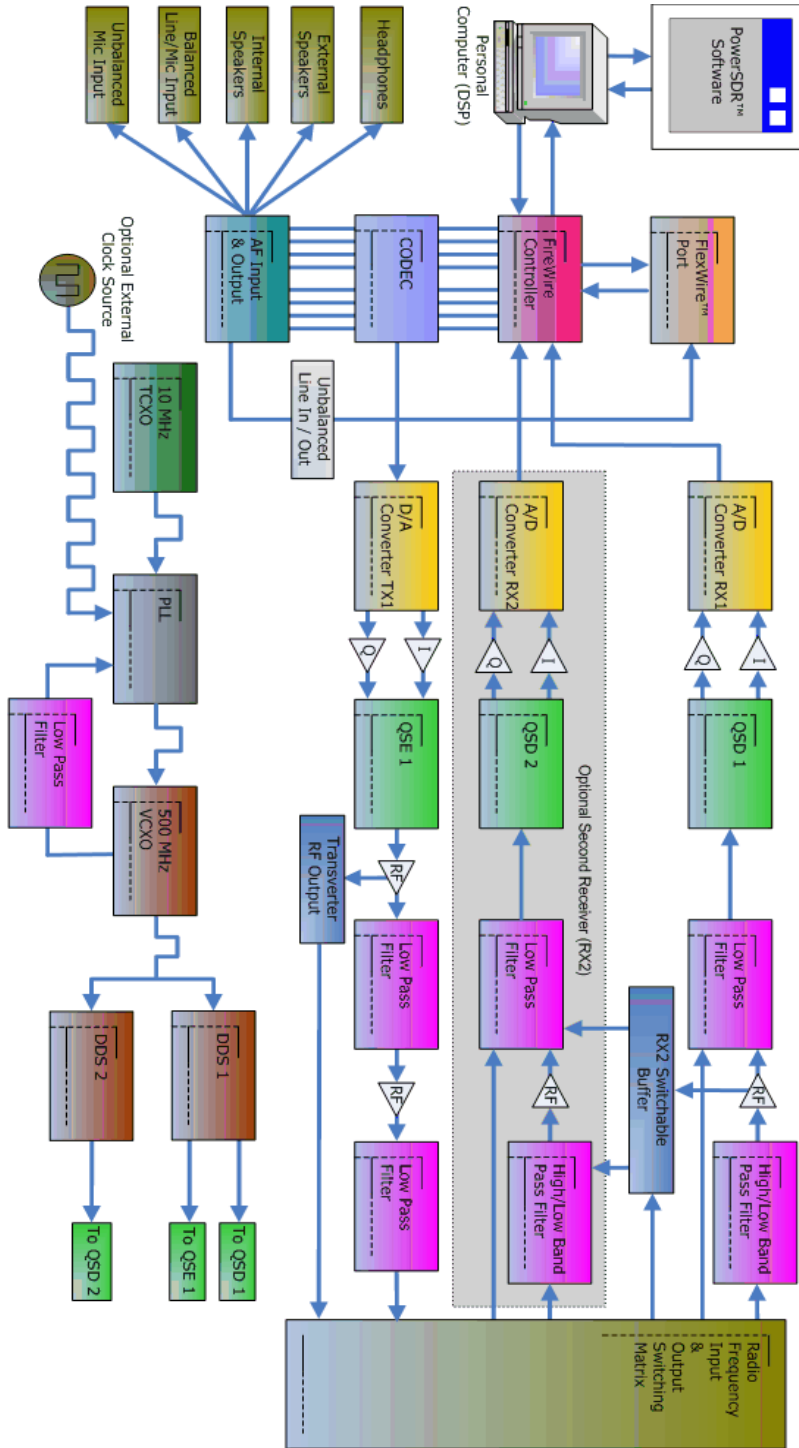 PowerSDR™
Software
Personal
Computer (DSP)
Headphones
External
Speakers
Internal
Speakers
Balanced
Line/Mic Input
Unbalanced
Mic Input
FlexWire™
Port
FireWire
Controller
CODEC
AF Input
& Output
Optional External
Clock Source
Unbalanced
Line In / Out
10 MHz
TCXO
A/D
Converter RX1
A/D
Converter RX2
D/A
Converter TX1
PLL
I
Q
I
Q
I
Q
QSD 1
QSD 2
QSE 1
Low Pass
Filter
500 MHz
VCXO
Optional Second Receiver (RX2)
Transverter
RF Output
RF
Low Pass
Filter
Low Pass
Filter
Low Pass
Filter
RX2 Switchable
Buffer
RF
RF
RF
DDS 1
DDS 2
High/Low Band
Pass Filter
High/Low Band
Pass Filter
Low Pass
Filter
To QSD 1
To QSE 1
To QSD 2
Radio
Frequency
Input
&
Output
Switching
Matrix